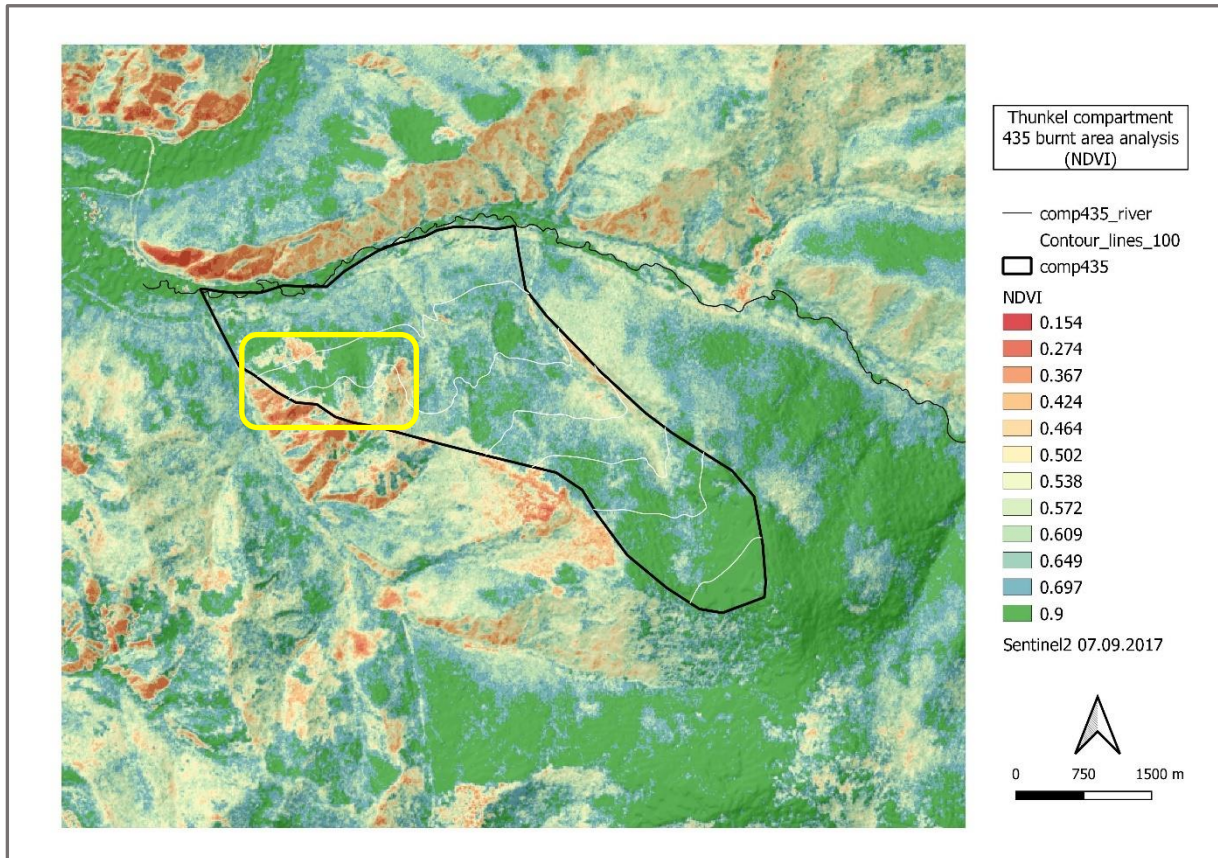 Thunkel compartment
435 burnt area analysis
(NDVI)
comp435_river
Contour_lines_100
comp435
NDVI
0.154
0.274
0.367
0.424
0.464
0.502
0.538
0.572
0.609
0.649
0.697
0.9
Sentinel2 07.09.2017
0 750 1500 m